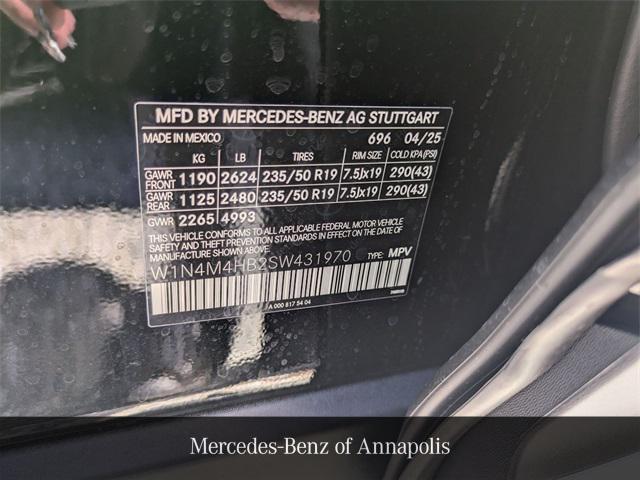 MFD BY MERCEDES-BENZ AG STUTTGART
MADE IN MEXICO 696 04/25
KG LB TIRES RIM SIZE COLD KPA(PSI)
GAWR FRONT 1190 2624 235/50 R19 7.5Jx19 290(43)
GAWR REAR 1125 2480 235/50 R19 7.5Jx19 290(43)
GVWR 2265 4993
THIS VEHICLE CONFORMS TO ALL APPLICABLE FEDERAL MOTOR VEHICLE
SAFETY AND THEFT PREVENTION STANDARDS IN EFFECT ON THE DATE OF
MANUFACTURE SHOWN ABOVE.
W1N4M4HB2SW431970 TYPE: MPV
A 000 817 54 04
Mercedes-Benz of Annapolis